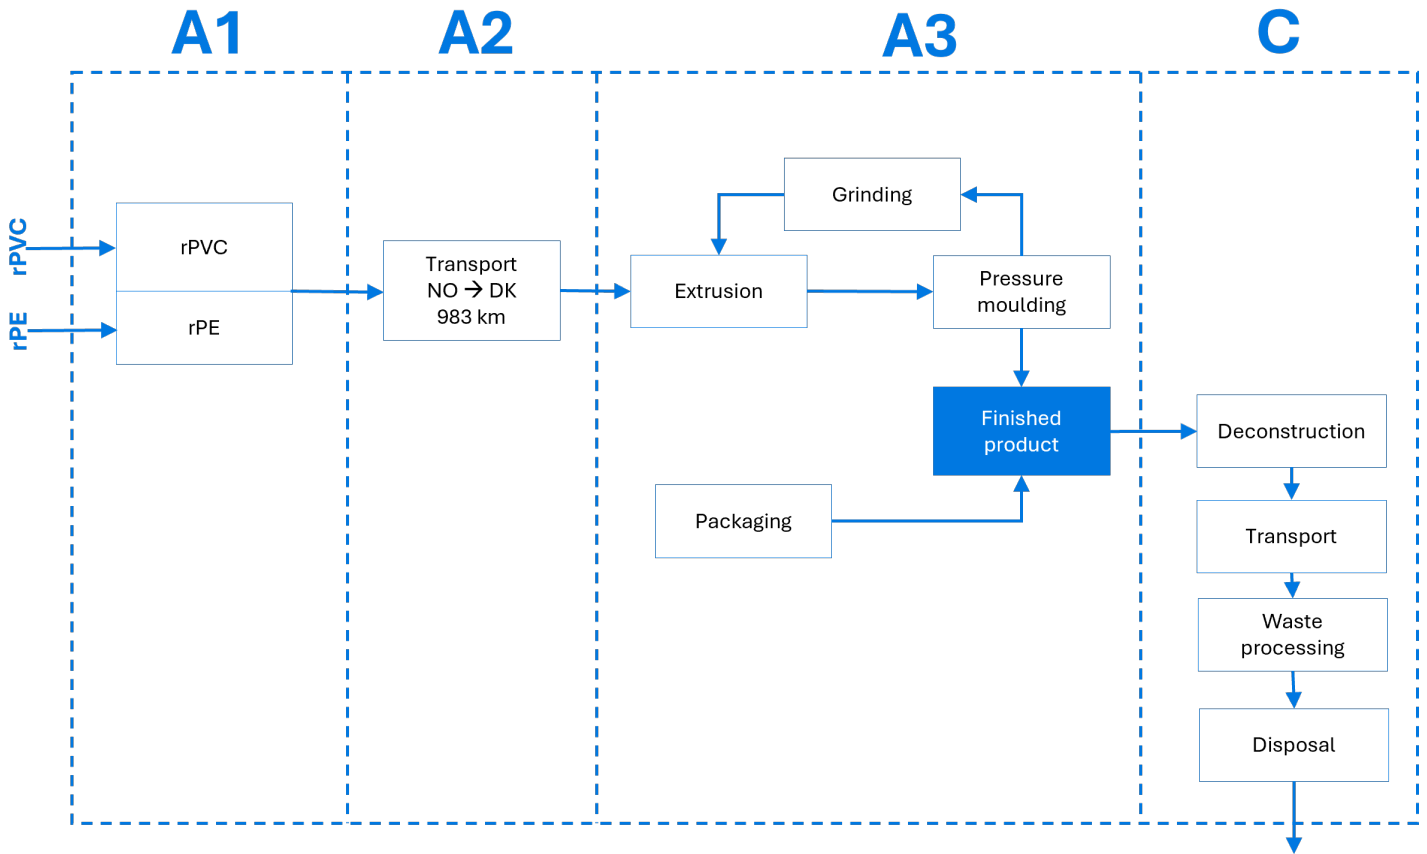 A1
A2
A3
C
rPVC
rPE
rPVC
rPE
Transport
NO → DK
983 km
Grinding
Extrusion
Pressure
moulding
Finished
product
Packaging
Deconstruction
Transport
Waste
processing
Disposal